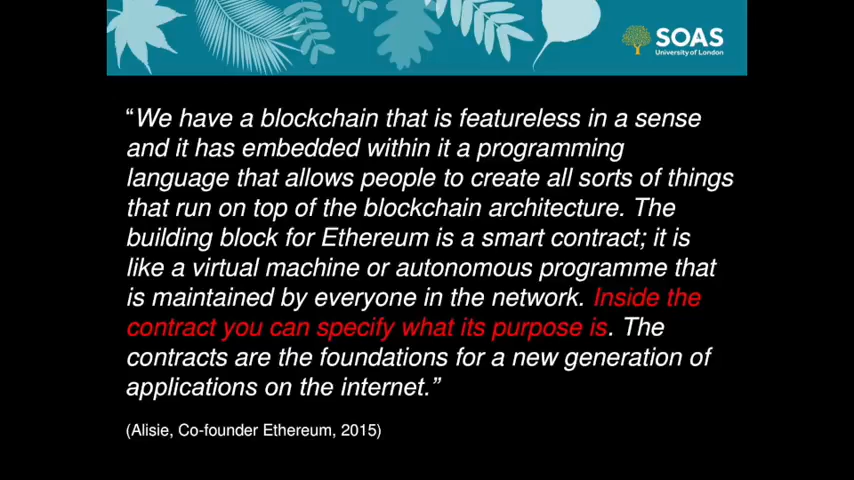 SOAS
University of London
“We have a blockchain that is featureless in a sense
and it has embedded within it a programming
language that allows people to create all sorts of things
that run on top of the blockchain architecture. The
building block for Ethereum is a smart contract; it is
like a virtual machine or autonomous programme that
is maintained by everyone in the network. Inside the
contract you can specify what its purpose is. The
contracts are the foundations for a new generation of
applications on the internet.”
(Alisie, Co-founder Ethereum, 2015)